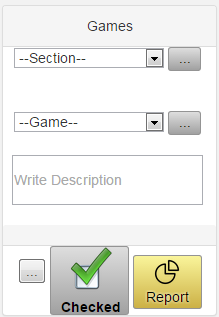 Games
--Section--
...
--Game--
...
Write Description
...
Checked
Report